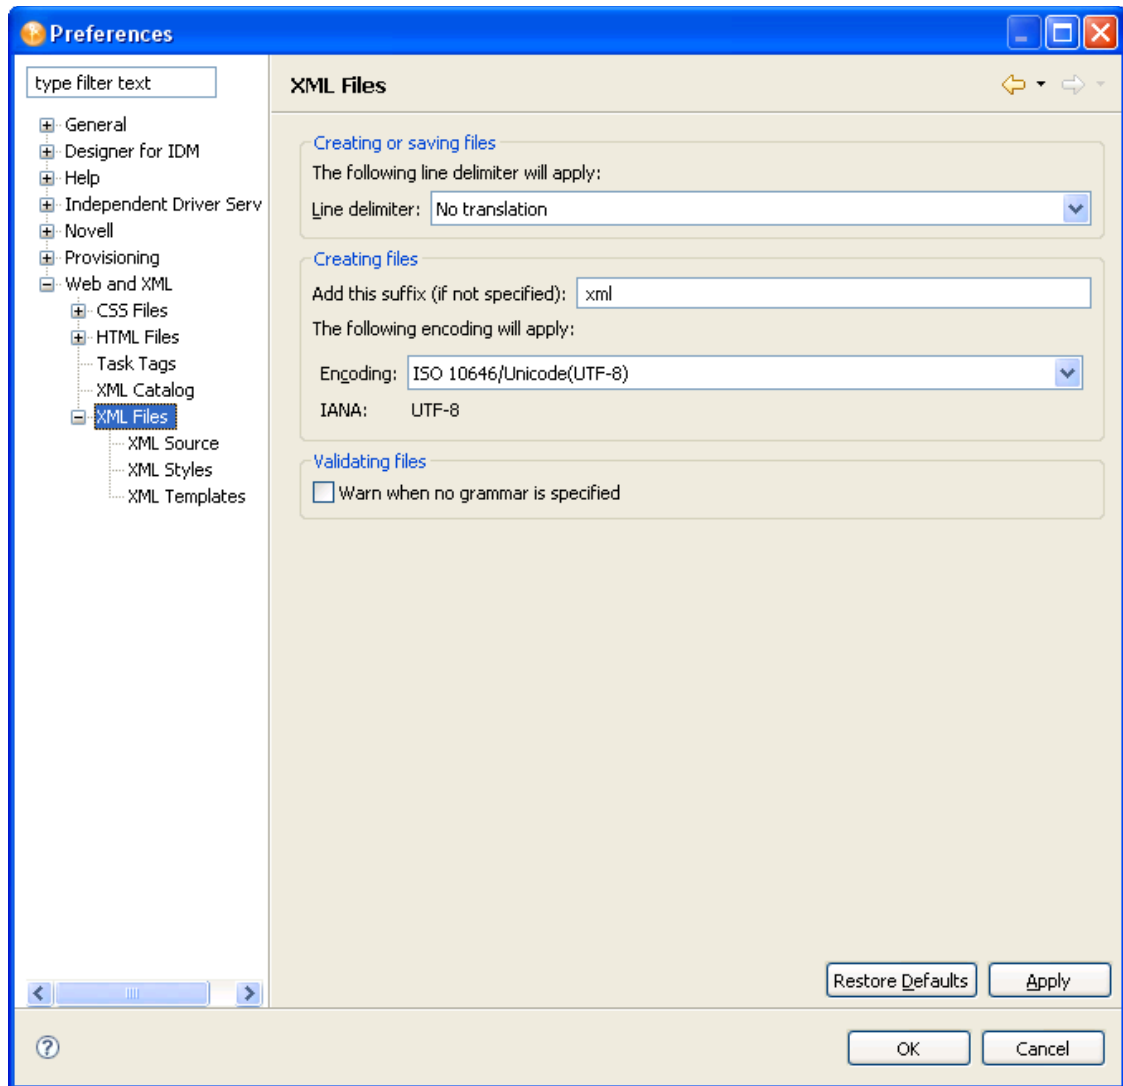 Preferences
type filter text
General
Designer for IDM
Help
Independent Driver Serv
Novell
Provisioning
Web and XML
CSS Files
HTML Files
Task Tags
XML Catalog
XML Files
XML Source
XML Styles
XML Templates
XML Files
Creating or saving files
The following line delimiter will apply:
Line delimiter: No translation
Creating files
Add this suffix (if not specified): xml
The following encoding will apply:
Encoding: ISO 10646/Unicode(UTF-8)
IANA: UTF-8
Validating files
Warn when no grammar is specified
Restore Defaults Apply
OK Cancel